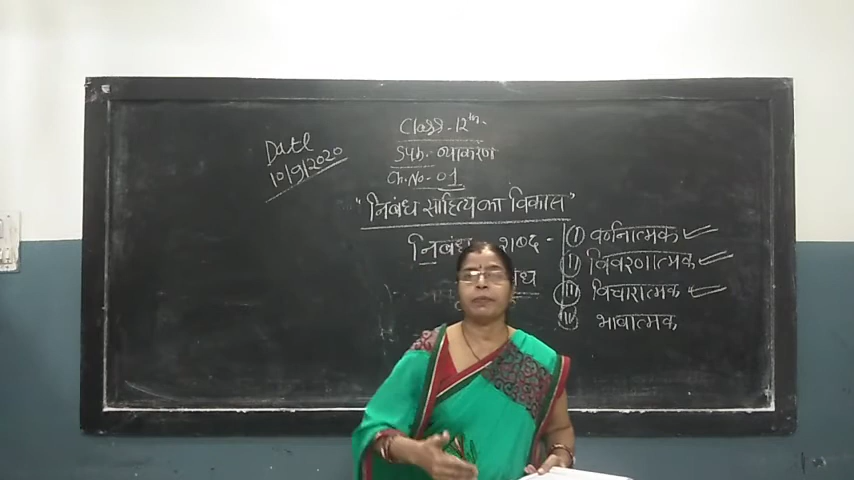 Date
10/9/2020
Class-12th-
Sub.- व्याकरण
Ch.No-01
"निबंध साहित्य का विकास"
निबंध शब्द -
बंध
(I) वर्णनात्मक
(II) विवरणात्मक
(III) विचारात्मक
(IV) भाबात्मक